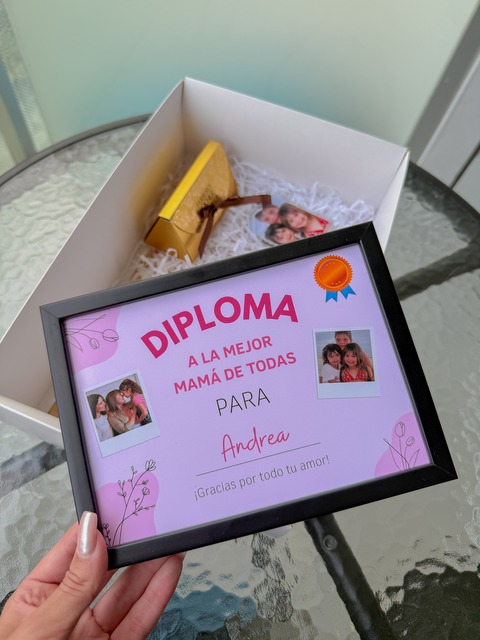 DIPLOMA
A LA MEJOR
MAMÁ DE TODAS
PARA
Andrea
¡Gracias por todo tu amor!